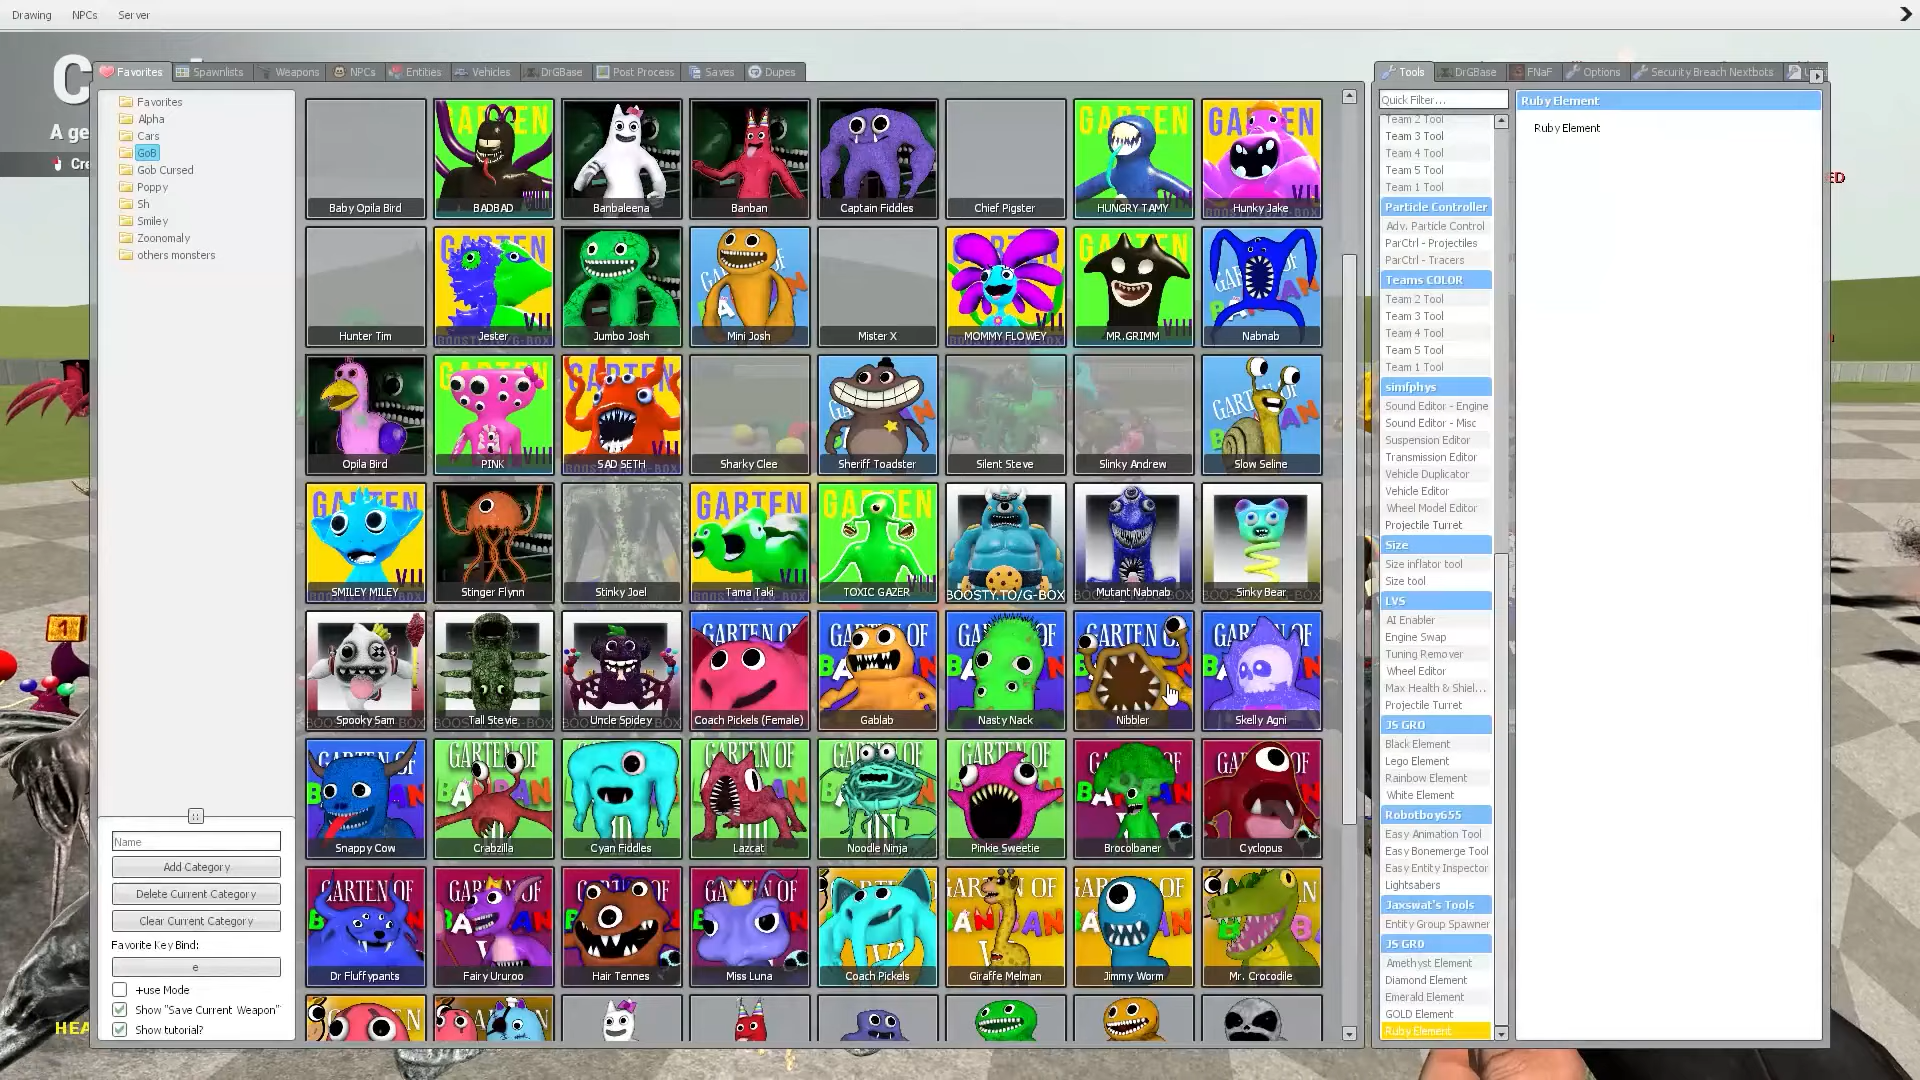 Drawing NPCs Server
C
A ge
Cre
Favorites Spawnlists Weapons NPCs Entities Vehicles DrGBase Post Process Saves Dupes
Tools DrGBase FNaF Options Security Breach Nextbots
Favorites
Alpha
Cars
GoB
Gob Cursed
Poppy
Sh
Smiley
Zoonomaly
others monsters
Name
Add Category
Delete Current Category
Clear Current Category
Favorite Key Bind:
e
+use Mode
Show "Save Current Weapon"
Show tutorial?
HEA
Baby Opila Bird BADBAD Banbaleena Banban Captain Fiddles Chief Pigster HUNGRY TAMY Hunky Jake
Hunter Tim Jester Jumbo Josh Mini Josh Mister X MOMMY FLOWEY MR.GRIMM Nabnab
Opila Bird PINK SAD SETH Sharky Clee Sheriff Toadster Silent Steve Slinky Andrew Slow Seline
SMILEY MILEY Stinger Flynn Stinky Joel Tama Taki TOXIC GAZER BOOSTY.TO/G-BOX Mutant Nabnab Sinky Bear
Spooky Sam Tall Stevie Uncle Spidey Coach Pickels (Female) Gablab Nasty Nack Nibbler Skelly Agni
Snappy Cow Crabzilla Cyan Fiddles Lazcat Noodle Ninja Pinkie Sweetie Brocolbaner Cyclopus
Dr Fluffypants Fairy Ururoo Hair Tennes Miss Luna Coach Pickels Giraffe Melman Jimmy Worm Mr. Crocodile
Quick Filter...
Team 2 Tool
Team 3 Tool
Team 4 Tool
Team 5 Tool
Team 1 Tool
Particle Controller
Adv. Particle Control
ParCtrl - Projectiles
ParCtrl - Tracers
Teams COLOR
Team 2 Tool
Team 3 Tool
Team 4 Tool
Team 5 Tool
Team 1 Tool
simfphys
Sound Editor - Engine
Sound Editor - Misc
Suspension Editor
Transmission Editor
Vehicle Duplicator
Vehicle Editor
Wheel Model Editor
Projectile Turret
Size
Size inflator tool
Size tool
LVS
AI Enabler
Engine Swap
Tuning Remover
Wheel Editor
Max Health & Shiel...
Projectile Turret
JS GRO
Black Element
Lego Element
Rainbow Element
White Element
Robotboy655
Easy Animation Tool
Easy Bonemerge Tool
Easy Entity Inspector
Lightsabers
Jaxswat's Tools
Entity Group Spawner
JS GRO
Amethyst Element
Diamond Element
Emerald Element
GOLD Element
Ruby Element
Ruby Element
Ruby Element
ED